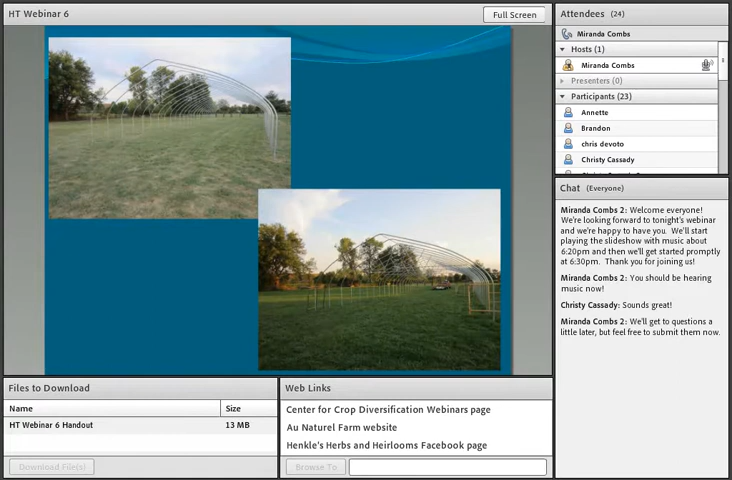 HT Webinar 6
Full Screen
Attendees (24)
Miranda Combs
Hosts (1)
Miranda Combs
Presenters (0)
Participants (23)
Annette
Brandon
chris devoto
Christy Cassady
Chat (Everyone)
Miranda Combs 2: Welcome everyone!
We're looking forward to tonight's webinar
and we're happy to have you. We'll start
playing the slideshow with music about
6:20pm and then we'll get started promptly
at 6:30pm. Thank you for joining us!
Miranda Combs 2: You should be hearing
music now!
Christy Cassady: Sounds great!
Miranda Combs 2: We'll get to questions a
little later, but feel free to submit them now.
Files to Download
Name Size
HT Webinar 6 Handout 13 MB
Download File(s)
Web Links
Center for Crop Diversification Webinars page
Au Naturel Farm website
Henkle's Herbs and Heirlooms Facebook page
Browse To